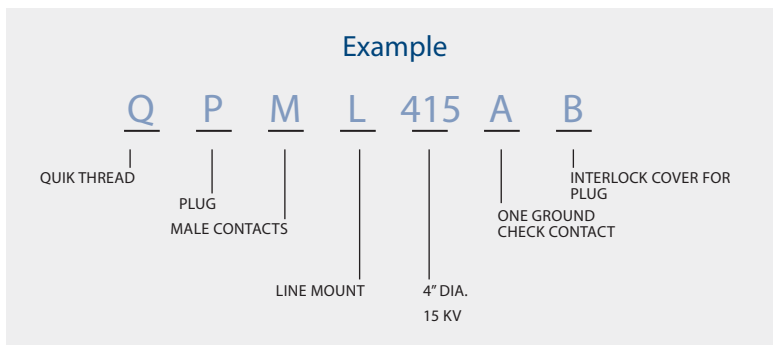 Example
Q P M L 415 A B
QUIK THREAD
PLUG
MALE CONTACTS
LINE MOUNT
4” DIA.
15 KV
ONE GROUND
CHECK CONTACT
INTERLOCK COVER FOR
PLUG